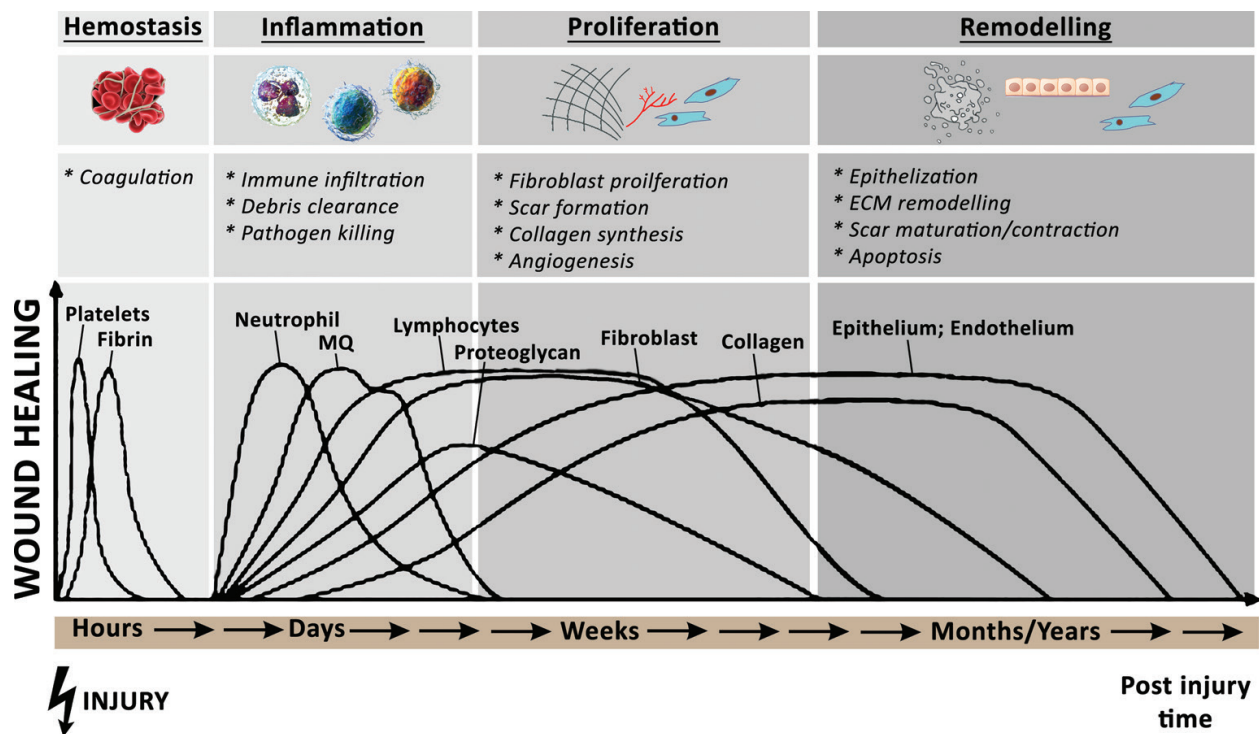 Hemostasis
Inflammation
Proliferation
Remodelling
* Coagulation
* Immune infiltration
* Debris clearance
* Pathogen killing
* Fibroblast proilferation
* Scar formation
* Collagen synthesis
* Angiogenesis
* Epithelization
* ECM remodelling
* Scar maturation/contraction
* Apoptosis
WOUND HEALING
Platelets
Fibrin
Neutrophil
MQ
Lymphocytes
Proteoglycan
Fibroblast
Collagen
Epithelium; Endothelium
Hours
Days
Weeks
Months/Years
INJURY
Post injury
time